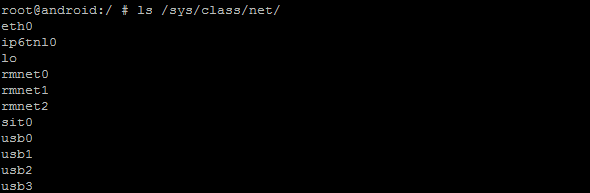 root@android:/ # ls /sys/class/net/
eth0
ip6tnl0
lo
rmnet0
rmnet1
rmnet2
sit0
usb0
usb1
usb2
usb3